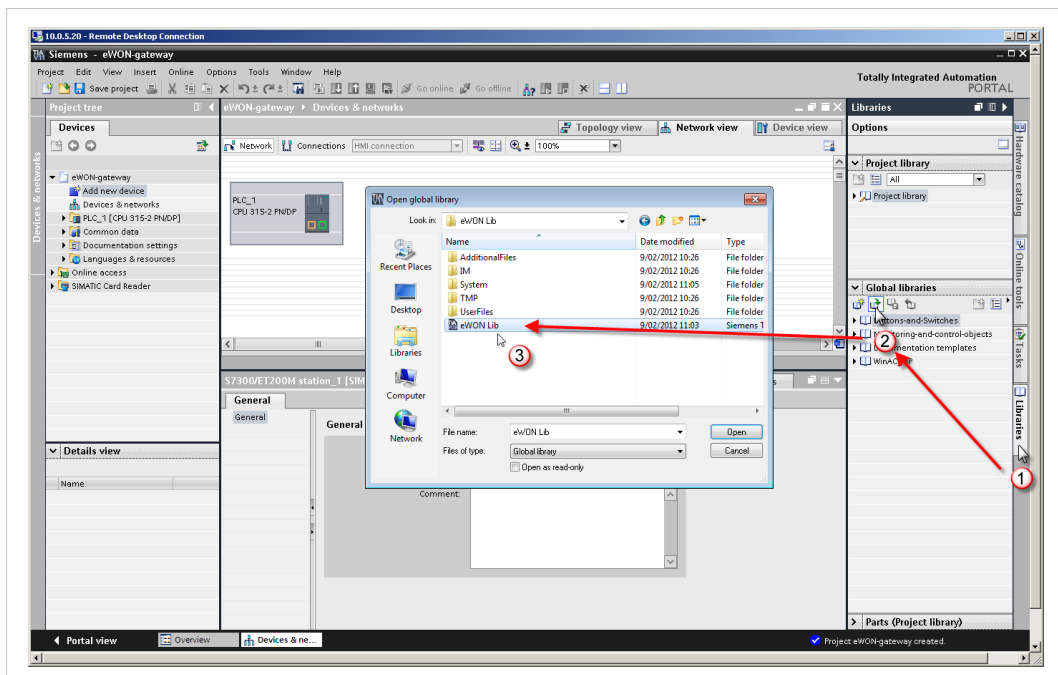 10.0.5.20 - Remote Desktop Connection
Siemens - eWON-gateway
Project Edit View Insert Online Options Tools Window Help
Totally Integrated Automation
PORTAL
Save project
Go online
Go offline
Project tree
eWON-gateway
Devices & networks
Libraries
Devices
Topology view
Network view
Device view
Options
Network
Connections
HMI connection
100%
Project library
All
Project library
eWON-gateway
Add new device
Devices & networks
PLC_1 [CPU 315-2 PN/DP]
Common data
Documentation settings
Languages & resources
Online access
SIMATIC Card Reader
PLC_1
CPU 315-2 PN/DP
Open global library
Look in:
eWON Lib
Name
Date modified
Type
AdditionalFiles
9/02/2012 10:26
File folder
IM
9/02/2012 10:26
File folder
System
9/02/2012 11:05
File folder
TMP
9/02/2012 10:26
File folder
UserFiles
9/02/2012 10:26
File folder
eWON Lib
9/02/2012 11:03
Siemens T
Recent Places
Desktop
Libraries
Computer
Network
3
File name:
eWON Lib
Open
Files of type:
Global library
Cancel
Open as read-only
Global libraries
2
WinAC
1
Devices & networks
Hardware catalog
Online tools
Tasks
Libraries
S7300/ET200M station_1 [SIM
General
General
General
Comment:
Details view
Name
Parts (Project library)
Portal view
Overview
Devices & ne...
Project eWON-gateway created.